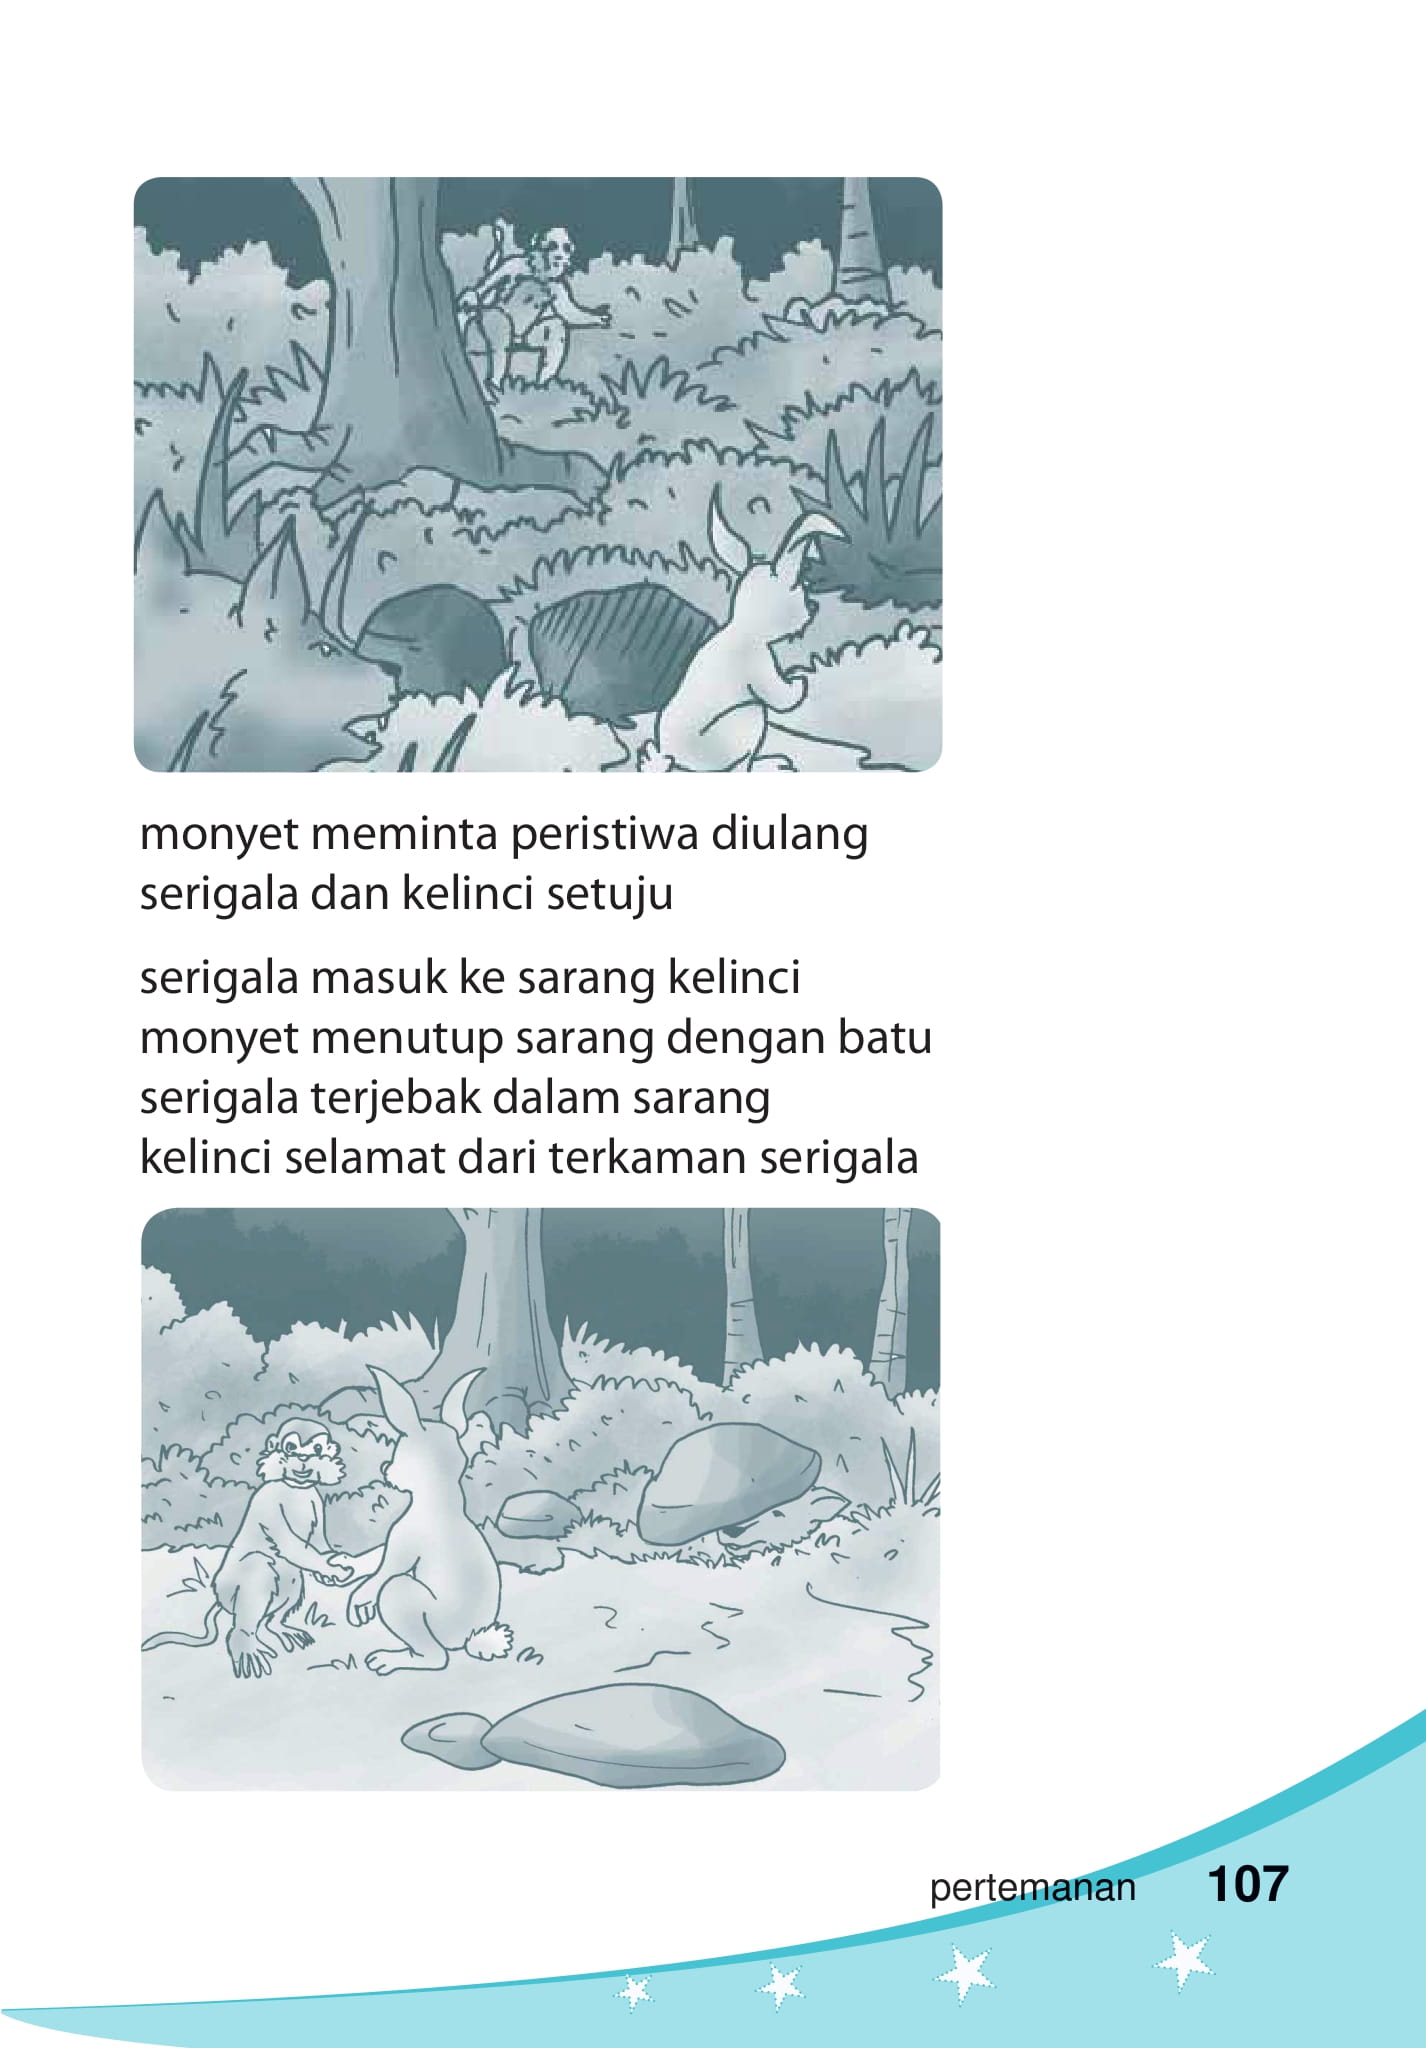 monyet meminta peristiwa diulang
serigala dan kelinci setuju
serigala masuk ke sarang kelinci
monyet menutup sarang dengan batu
serigala terjebak dalam sarang
kelinci selamat dari terkaman serigala
pertemanan 107